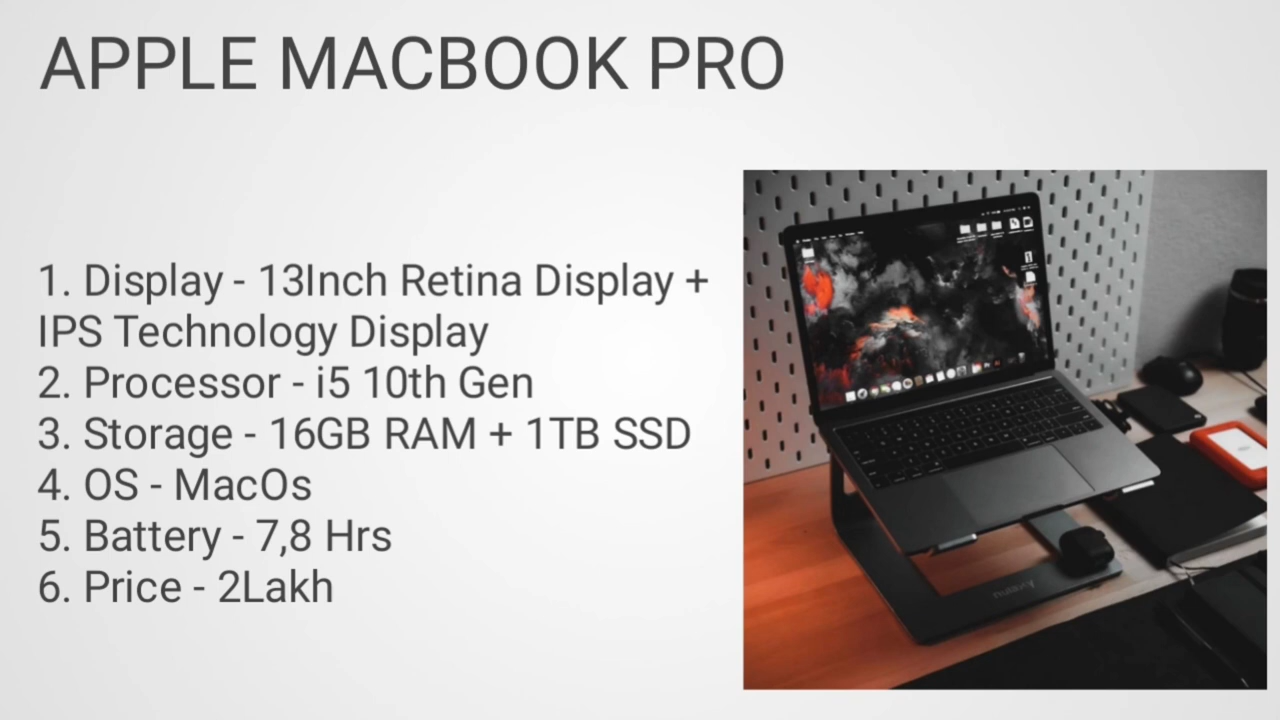 APPLE MACBOOK PRO
1. Display - 13Inch Retina Display +
IPS Technology Display
2. Processor - i5 10th Gen
3. Storage - 16GB RAM + 1TB SSD
4. OS - MacOs
5. Battery - 7,8 Hrs
6. Price - 2Lakh